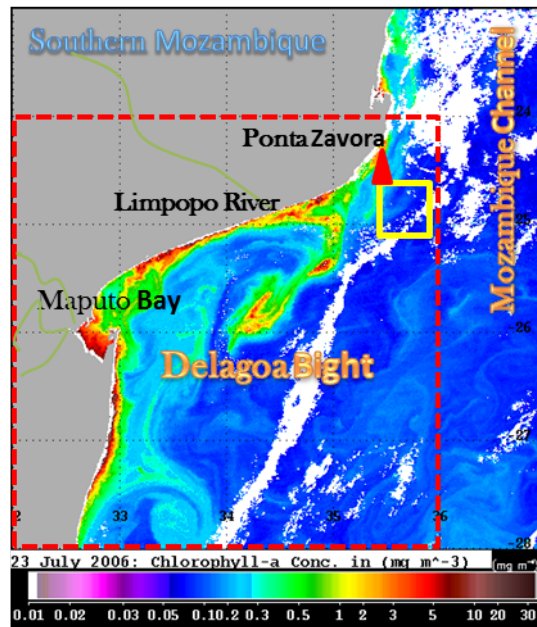 Southern Mozambique
Mozambique Channel
-24
Ponta Zavora
Limpopo River
-25
Maputo Bay
-26
Delagoa Bight
-27
2 33 34 35 36
-28
23 July 2006: Chlorophyll-a Conc. in (mg m^-3) (mg m^-
0.01 0.02 0.03 0.05 0.1 0.2 0.3 0.5 1 2 3 5 10 20 30